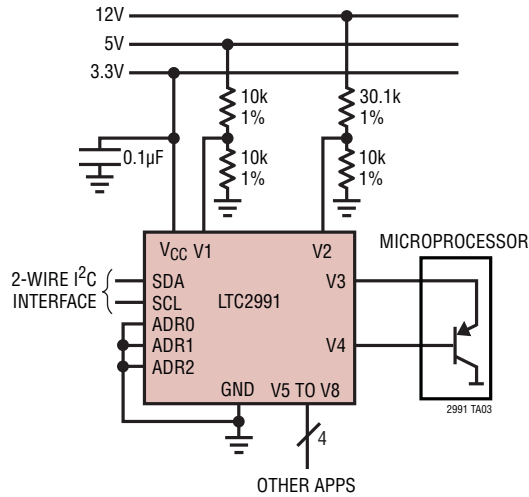 12V
5V
3.3V
10k
1%
30.1k
1%
0.1µF
10k
1%
10k
1%
VCC V1 V2
MICROPROCESSOR
2-WIRE I2C
INTERFACE
SDA
SCL
LTC2991
V3
ADR0
ADR1
ADR2
V4
GND V5 TO V8
2991 TA03
4
OTHER APPS